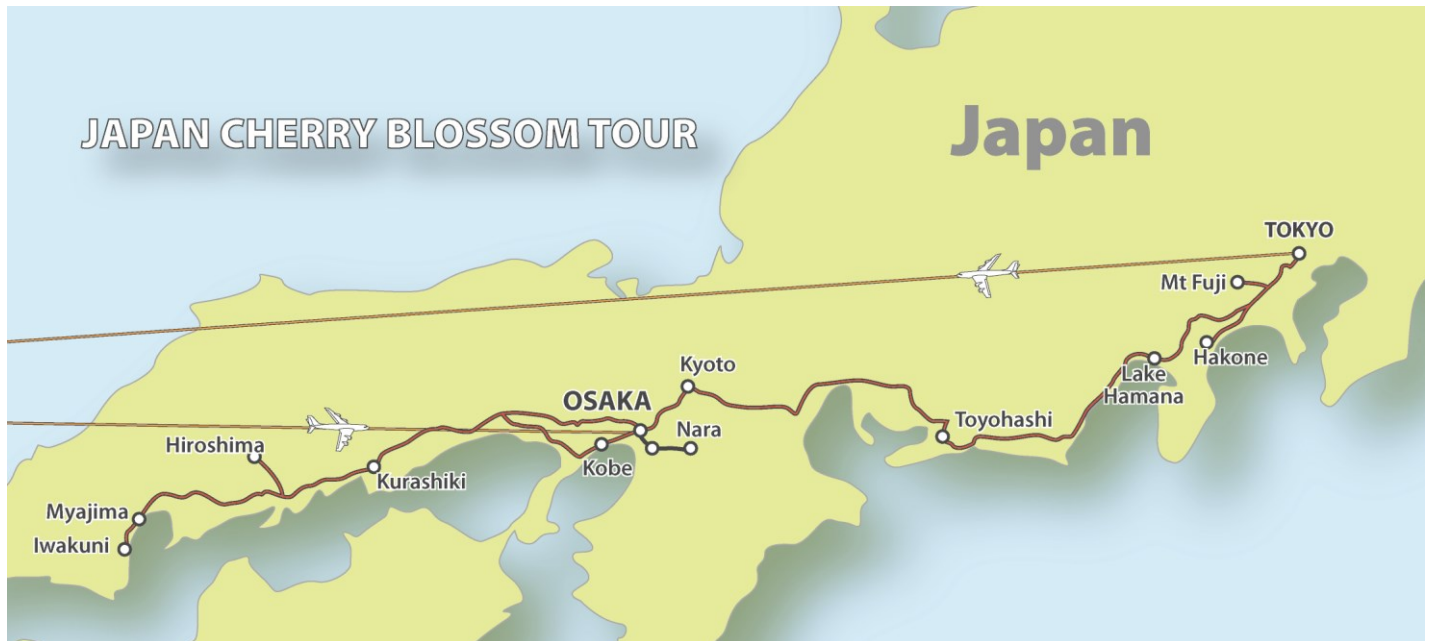 JAPAN CHERRY BLOSSOM TOUR
Japan
TOKYO
Mt Fuji
Hakone
Lake
Hamana
Kyoto
OSAKA
Nara
Toyohashi
Hiroshima
Kobe
Kurashiki
Myajima
Iwakuni